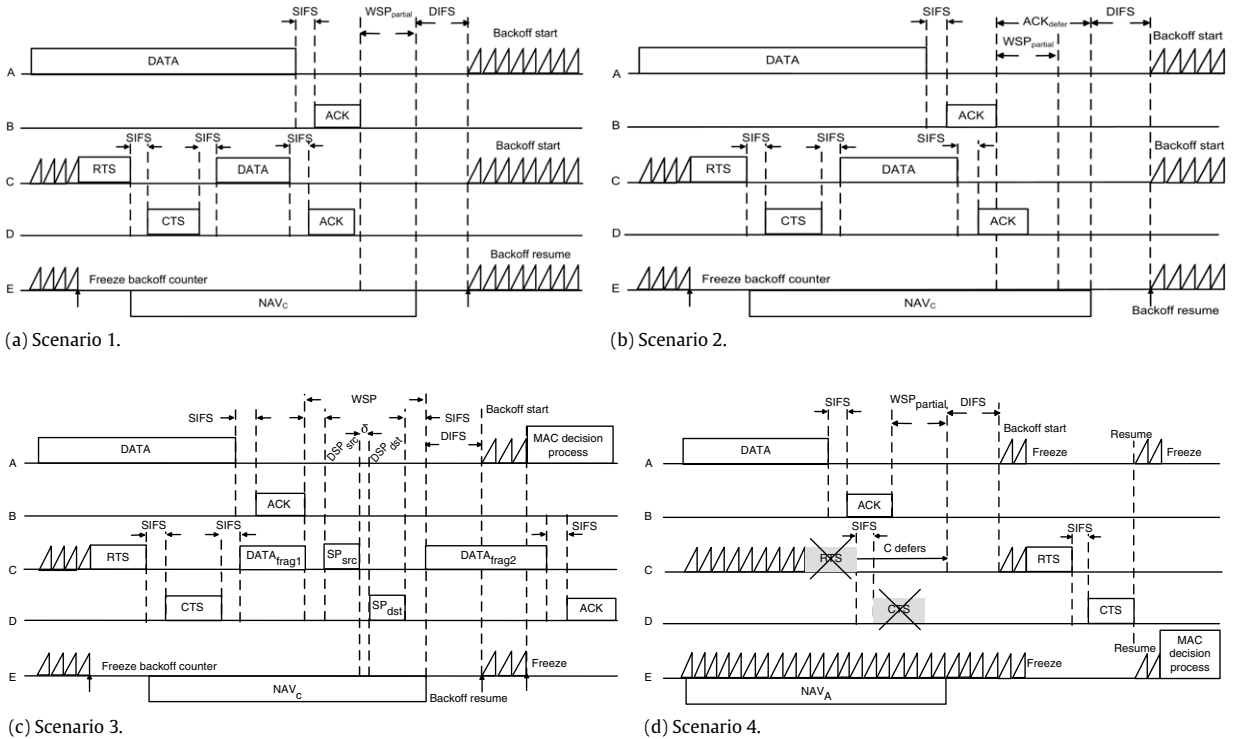 SIFS
WSPpartial
DIFS
Backoff start
A
DATA
B
ACK
SIFS
SIFS
SIFS
Backoff start
C
RTS
DATA
D
CTS
ACK
Backoff resume
E
Freeze backoff counter
NAVC
(a) Scenario 1.
SIFS
ACKdefer
DIFS
WSPpartial
Backoff start
A
DATA
B
ACK
SIFS
SIFS
SIFS
Backoff start
C
RTS
DATA
D
CTS
ACK
E
Freeze backoff counter
NAVC
Backoff resume
(b) Scenario 2.
WSP
SIFS
SIFS
Backoff start
DSPsrc
δ
DSPdst
DIFS
A
DATA
MAC decision
process
B
ACK
SIFS
SIFS
SIFS
C
RTS
DATAfrag1
SPsrc
DATAfrag2
D
CTS
SPdst
ACK
E
Freeze backoff counter
Freeze
NAVc
Backoff resume
(c) Scenario 3.
SIFS
WSPpartial
DIFS
Backoff start
Resume
A
DATA
Freeze
Freeze
B
ACK
SIFS
SIFS
C
RTS
C defers
RTS
D
CTS
CTS
E
Freeze
Resume
MAC
decision
process
NAVA
(d) Scenario 4.